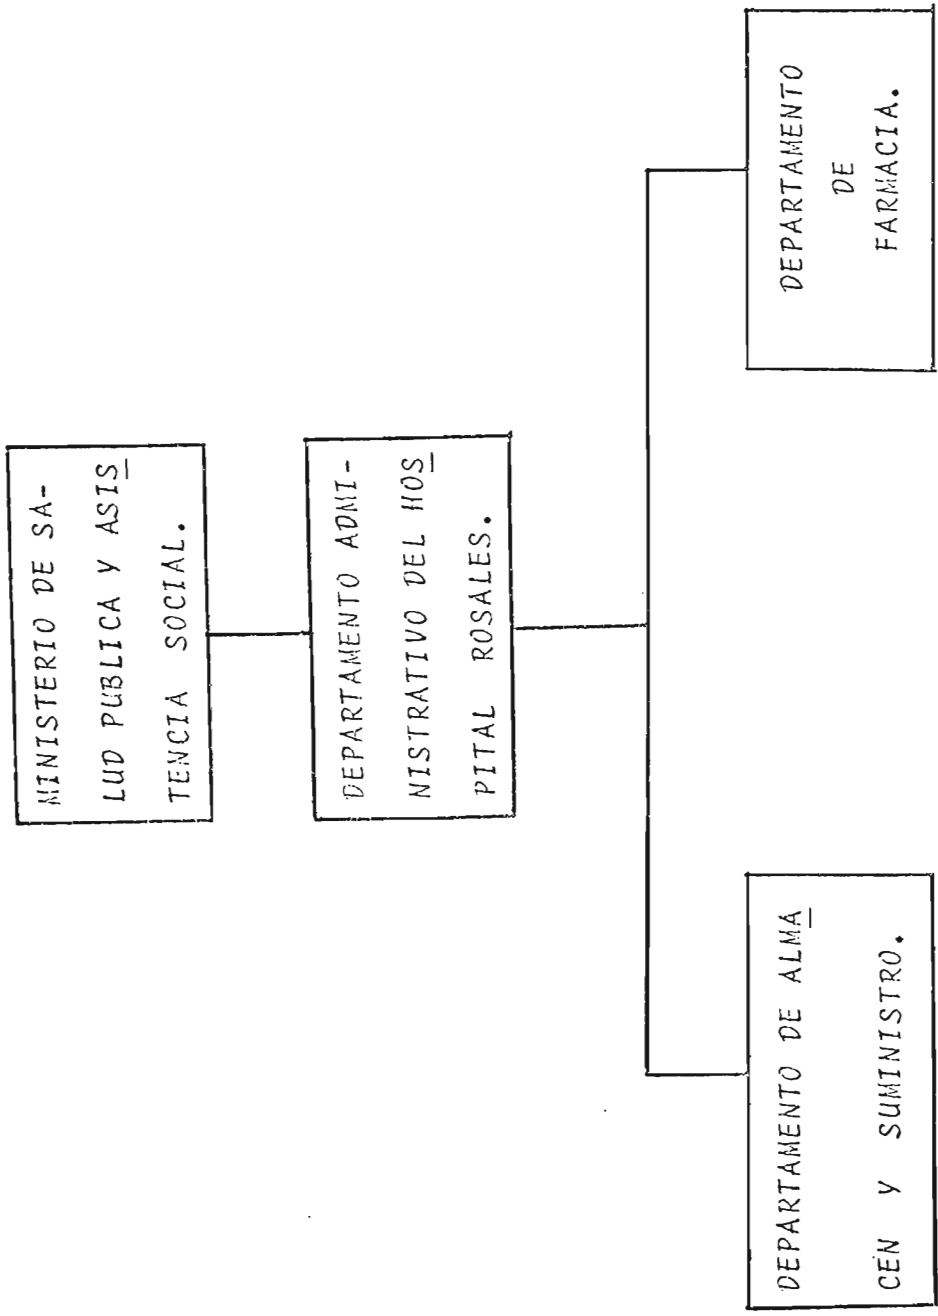 MINISTERIO DE SA-
LUD PUBLICA Y ASIS
TENCIA SOCIAL.
DEPARTAMENTO ADMI-
NISTRATIVO DEL HOS
PITAL ROSALES.
DEPARTAMENTO DE ALMA
CEN Y SUMINISTRO.
DEPARTAMENTO
DE
FARMACIA.